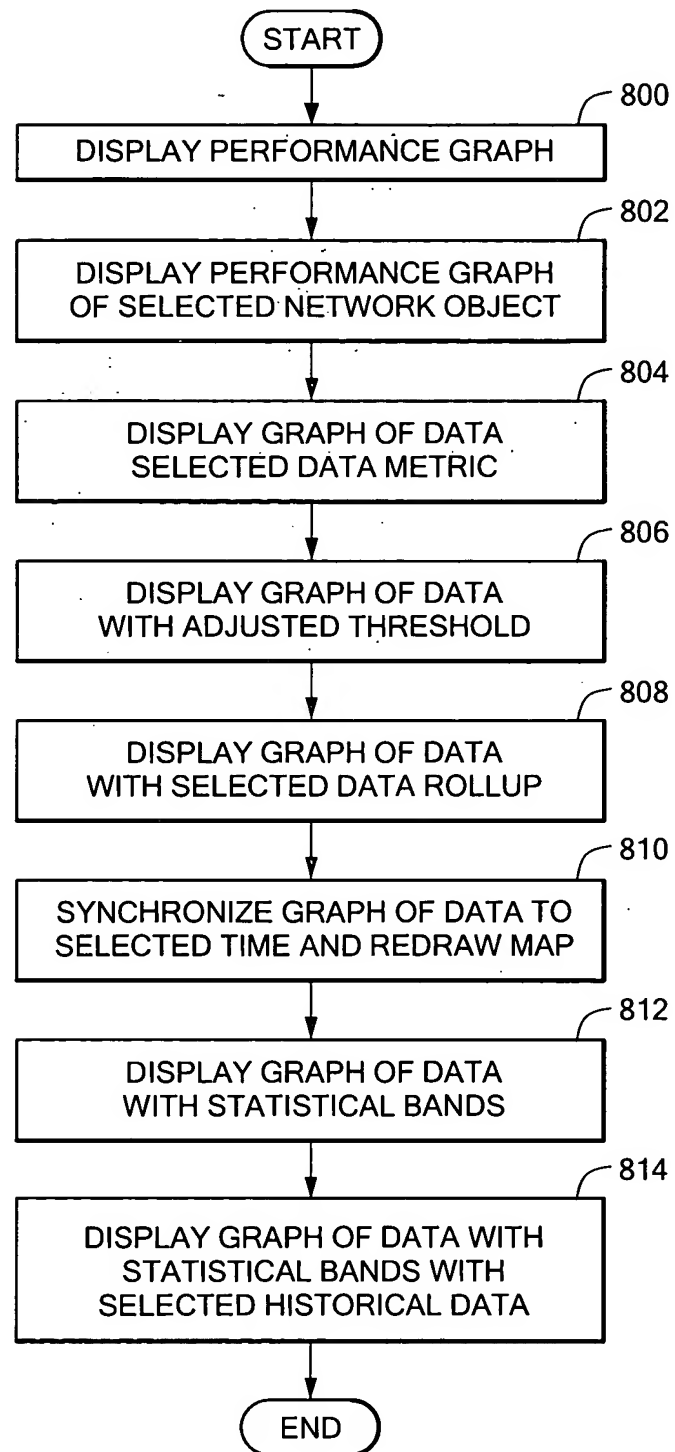 START
800
DISPLAY PERFORMANCE GRAPH
802
DISPLAY PERFORMANCE GRAPH
OF SELECTED NETWORK OBJECT
804
DISPLAY GRAPH OF DATA
SELECTED DATA METRIC
806
DISPLAY GRAPH OF DATA
WITH ADJUSTED THRESHOLD
808
DISPLAY GRAPH OF DATA
WITH SELECTED DATA ROLLUP
810
SYNCHRONIZE GRAPH OF DATA TO
SELECTED TIME AND REDRAW MAP
812
DISPLAY GRAPH OF DATA
WITH STATISTICAL BANDS
814
DISPLAY GRAPH OF DATA WITH
STATISTICAL BANDS WITH
SELECTED HISTORICAL DATA
END